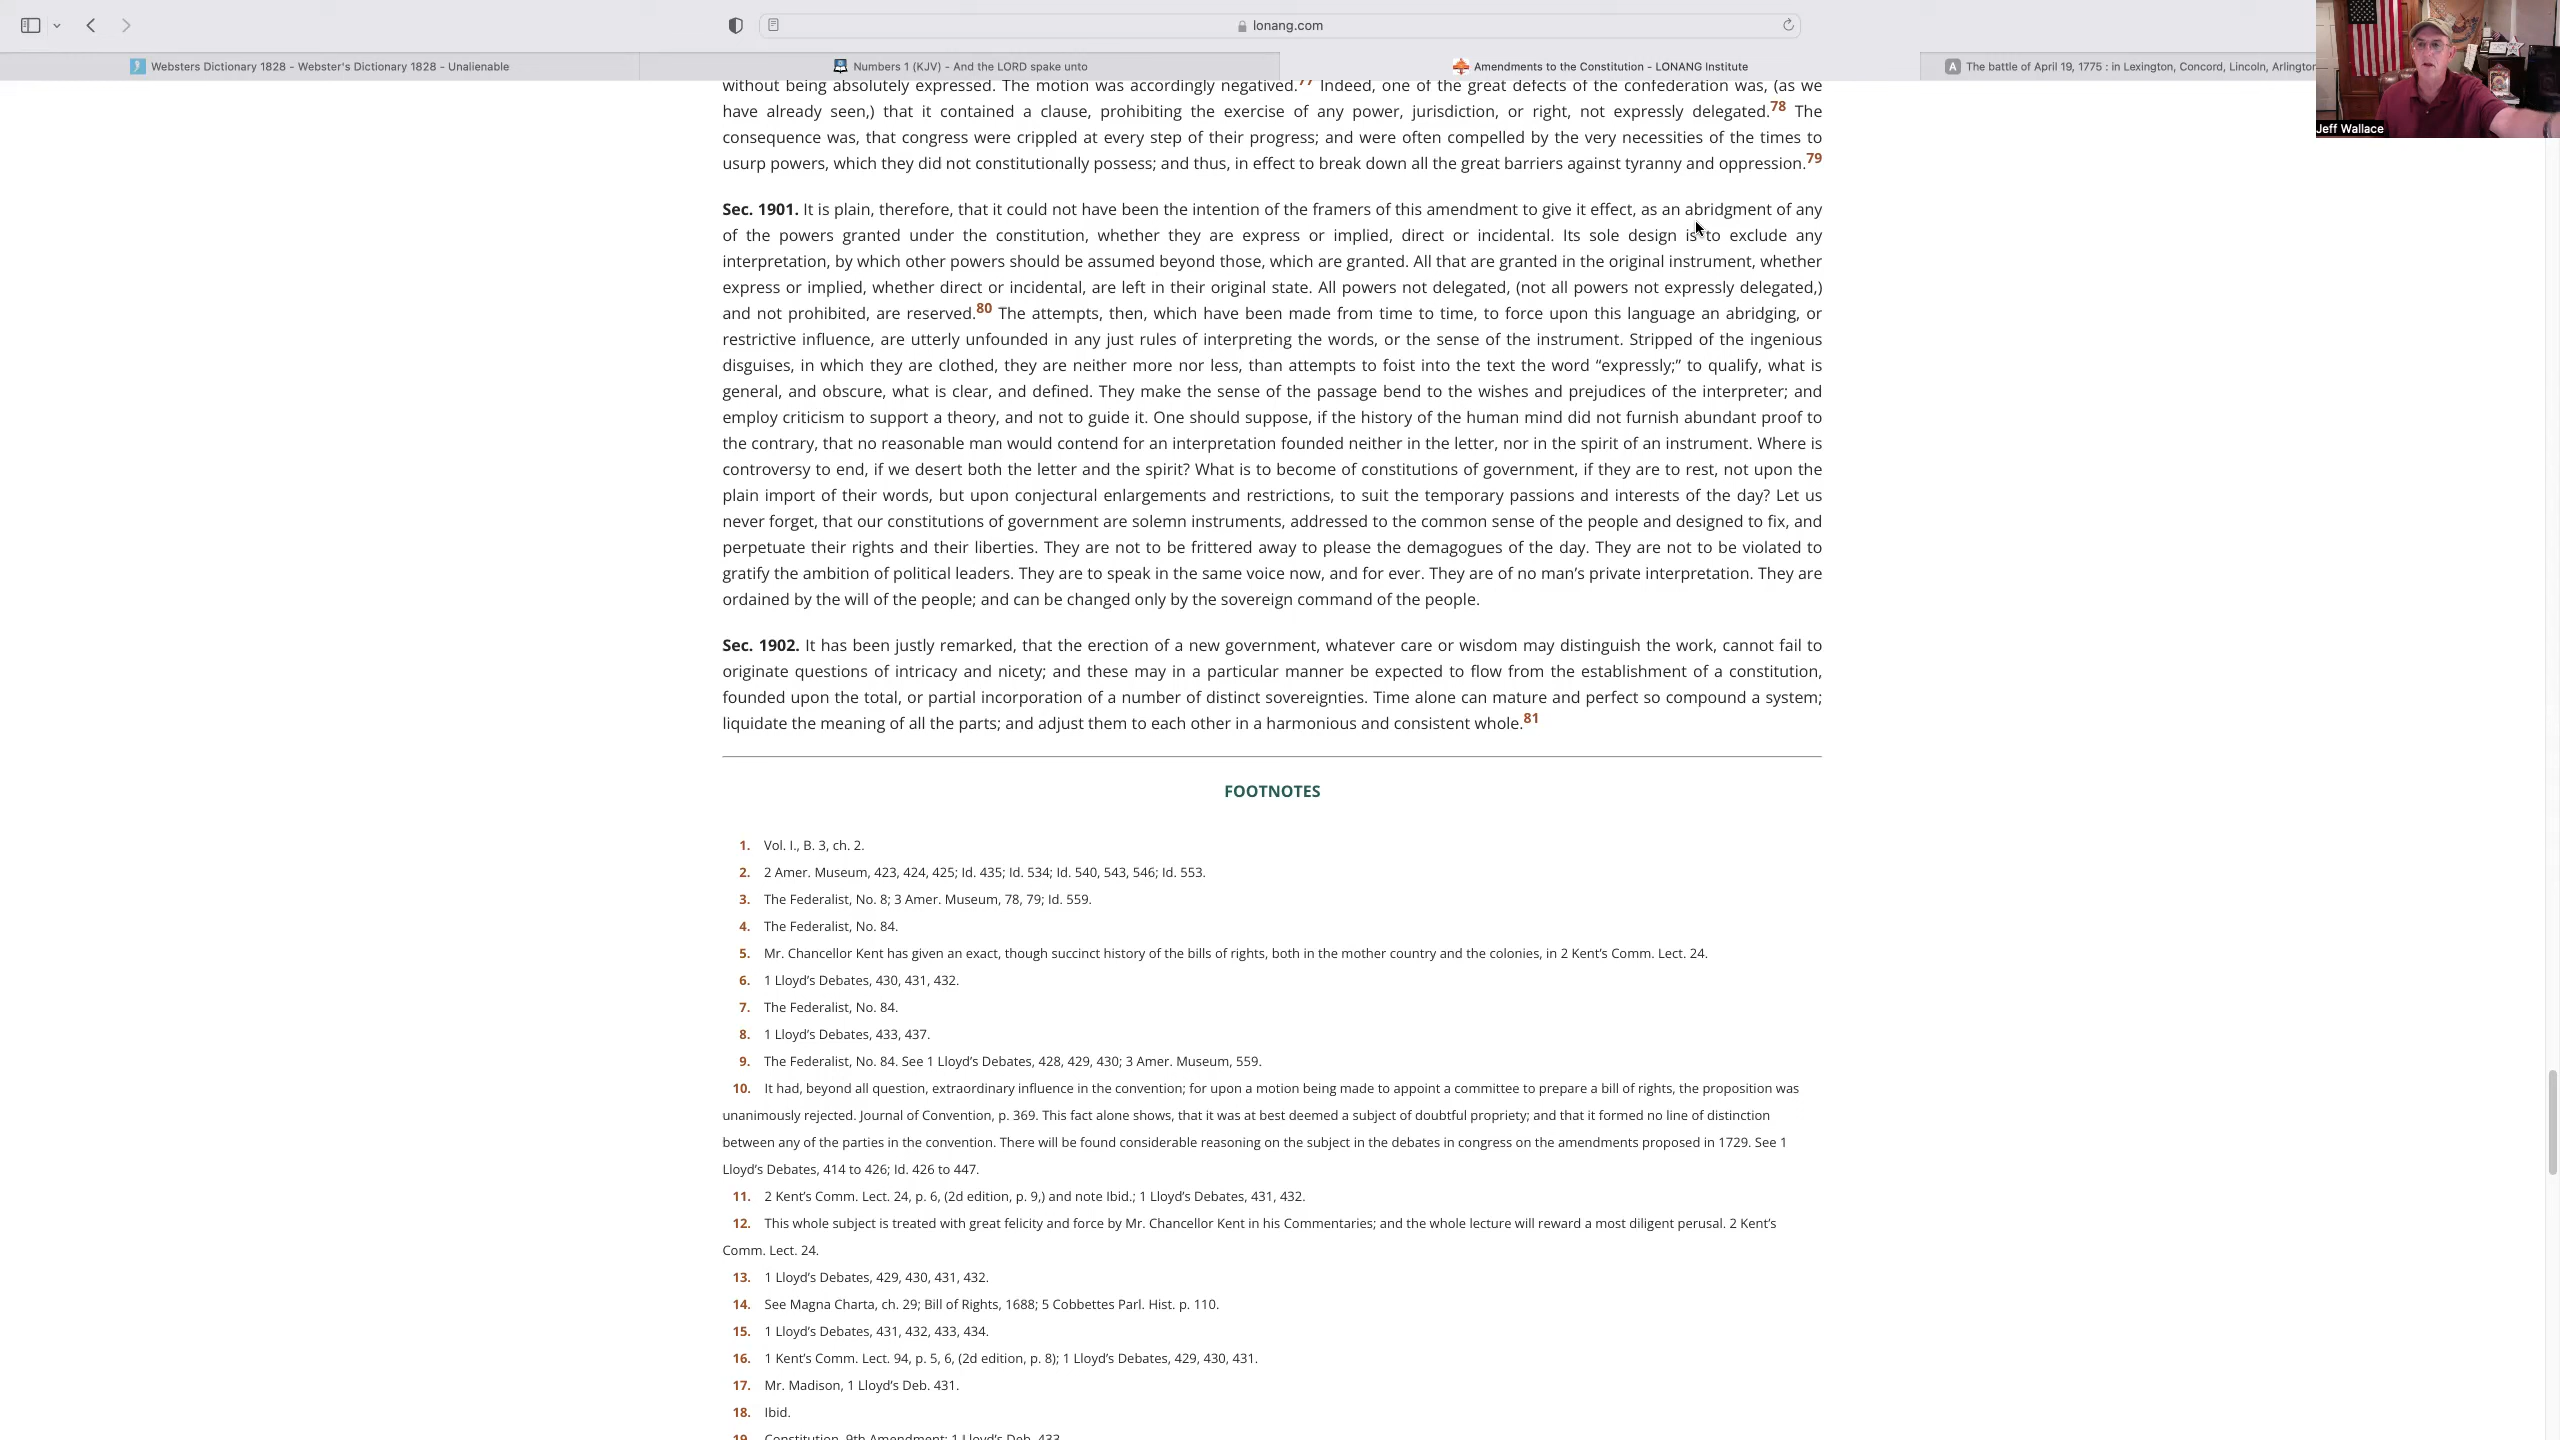 lonang.com
Websters Dictionary 1828 - Webster's Dictionary 1828 - Unalienable
Numbers 1 (KJV) - And the LORD spake unto
Amendments to the Constitution - LONANG Institute
A The battle of April 19, 1775 : in Lexington, Concord, Lincoln, Arlington
Jeff Wallace
without being absolutely expressed. The motion was accordingly negatived.77 Indeed, one of the great defects of the confederation was, (as we
have already seen,) that it contained a clause, prohibiting the exercise of any power, jurisdiction, or right, not expressly delegated.78 The
consequence was, that congress were crippled at every step of their progress; and were often compelled by the very necessities of the times to
usurp powers, which they did not constitutionally possess; and thus, in effect to break down all the great barriers against tyranny and oppression.79
Sec. 1901. It is plain, therefore, that it could not have been the intention of the framers of this amendment to give it effect, as an abridgment of any
of the powers granted under the constitution, whether they are express or implied, direct or incidental. Its sole design is to exclude any
interpretation, by which other powers should be assumed beyond those, which are granted. All that are granted in the original instrument, whether
express or implied, whether direct or incidental, are left in their original state. All powers not delegated, (not all powers not expressly delegated,)
and not prohibited, are reserved.80 The attempts, then, which have been made from time to time, to force upon this language an abridging, or
restrictive influence, are utterly unfounded in any just rules of interpreting the words, or the sense of the instrument. Stripped of the ingenious
disguises, in which they are clothed, they are neither more nor less, than attempts to foist into the text the word “expressly;” to qualify, what is
general, and obscure, what is clear, and defined. They make the sense of the passage bend to the wishes and prejudices of the interpreter; and
employ criticism to support a theory, and not to guide it. One should suppose, if the history of the human mind did not furnish abundant proof to
the contrary, that no reasonable man would contend for an interpretation founded neither in the letter, nor in the spirit of an instrument. Where is
controversy to end, if we desert both the letter and the spirit? What is to become of constitutions of government, if they are to rest, not upon the
plain import of their words, but upon conjectural enlargements and restrictions, to suit the temporary passions and interests of the day? Let us
never forget, that our constitutions of government are solemn instruments, addressed to the common sense of the people and designed to fix, and
perpetuate their rights and their liberties. They are not to be frittered away to please the demagogues of the day. They are not to be violated to
gratify the ambition of political leaders. They are to speak in the same voice now, and for ever. They are of no man’s private interpretation. They are
ordained by the will of the people; and can be changed only by the sovereign command of the people.
Sec. 1902. It has been justly remarked, that the erection of a new government, whatever care or wisdom may distinguish the work, cannot fail to
originate questions of intricacy and nicety; and these may in a particular manner be expected to flow from the establishment of a constitution,
founded upon the total, or partial incorporation of a number of distinct sovereignties. Time alone can mature and perfect so compound a system;
liquidate the meaning of all the parts; and adjust them to each other in a harmonious and consistent whole.81
FOOTNOTES
1. Vol. I., B. 3, ch. 2.
2. 2 Amer. Museum, 423, 424, 425; Id. 435; Id. 534; Id. 540, 543, 546; Id. 553.
3. The Federalist, No. 8; 3 Amer. Museum, 78, 79; Id. 559.
4. The Federalist, No. 84.
5. Mr. Chancellor Kent has given an exact, though succinct history of the bills of rights, both in the mother country and the colonies, in 2 Kent’s Comm. Lect. 24.
6. 1 Lloyd’s Debates, 430, 431, 432.
7. The Federalist, No. 84.
8. 1 Lloyd’s Debates, 433, 437.
9. The Federalist, No. 84. See 1 Lloyd’s Debates, 428, 429, 430; 3 Amer. Museum, 559.
10. It had, beyond all question, extraordinary influence in the convention; for upon a motion being made to appoint a committee to prepare a bill of rights, the proposition was
unanimously rejected. Journal of Convention, p. 369. This fact alone shows, that it was at best deemed a subject of doubtful propriety; and that it formed no line of distinction
between any of the parties in the convention. There will be found considerable reasoning on the subject in the debates in congress on the amendments proposed in 1729. See 1
Lloyd’s Debates, 414 to 426; Id. 426 to 447.
11. 2 Kent’s Comm. Lect. 24, p. 6, (2d edition, p. 9,) and note Ibid.; 1 Lloyd’s Debates, 431, 432.
12. This whole subject is treated with great felicity and force by Mr. Chancellor Kent in his Commentaries; and the whole lecture will reward a most diligent perusal. 2 Kent’s
Comm. Lect. 24.
13. 1 Lloyd’s Debates, 429, 430, 431, 432.
14. See Magna Charta, ch. 29; Bill of Rights, 1688; 5 Cobbettes Parl. Hist. p. 110.
15. 1 Lloyd’s Debates, 431, 432, 433, 434.
16. 1 Kent’s Comm. Lect. 94, p. 5, 6, (2d edition, p. 8); 1 Lloyd’s Debates, 429, 430, 431.
17. Mr. Madison, 1 Lloyd’s Deb. 431.
18. Ibid.
19. Constitution, 9th Amendment; 1 Lloyd’s Deb. 433.